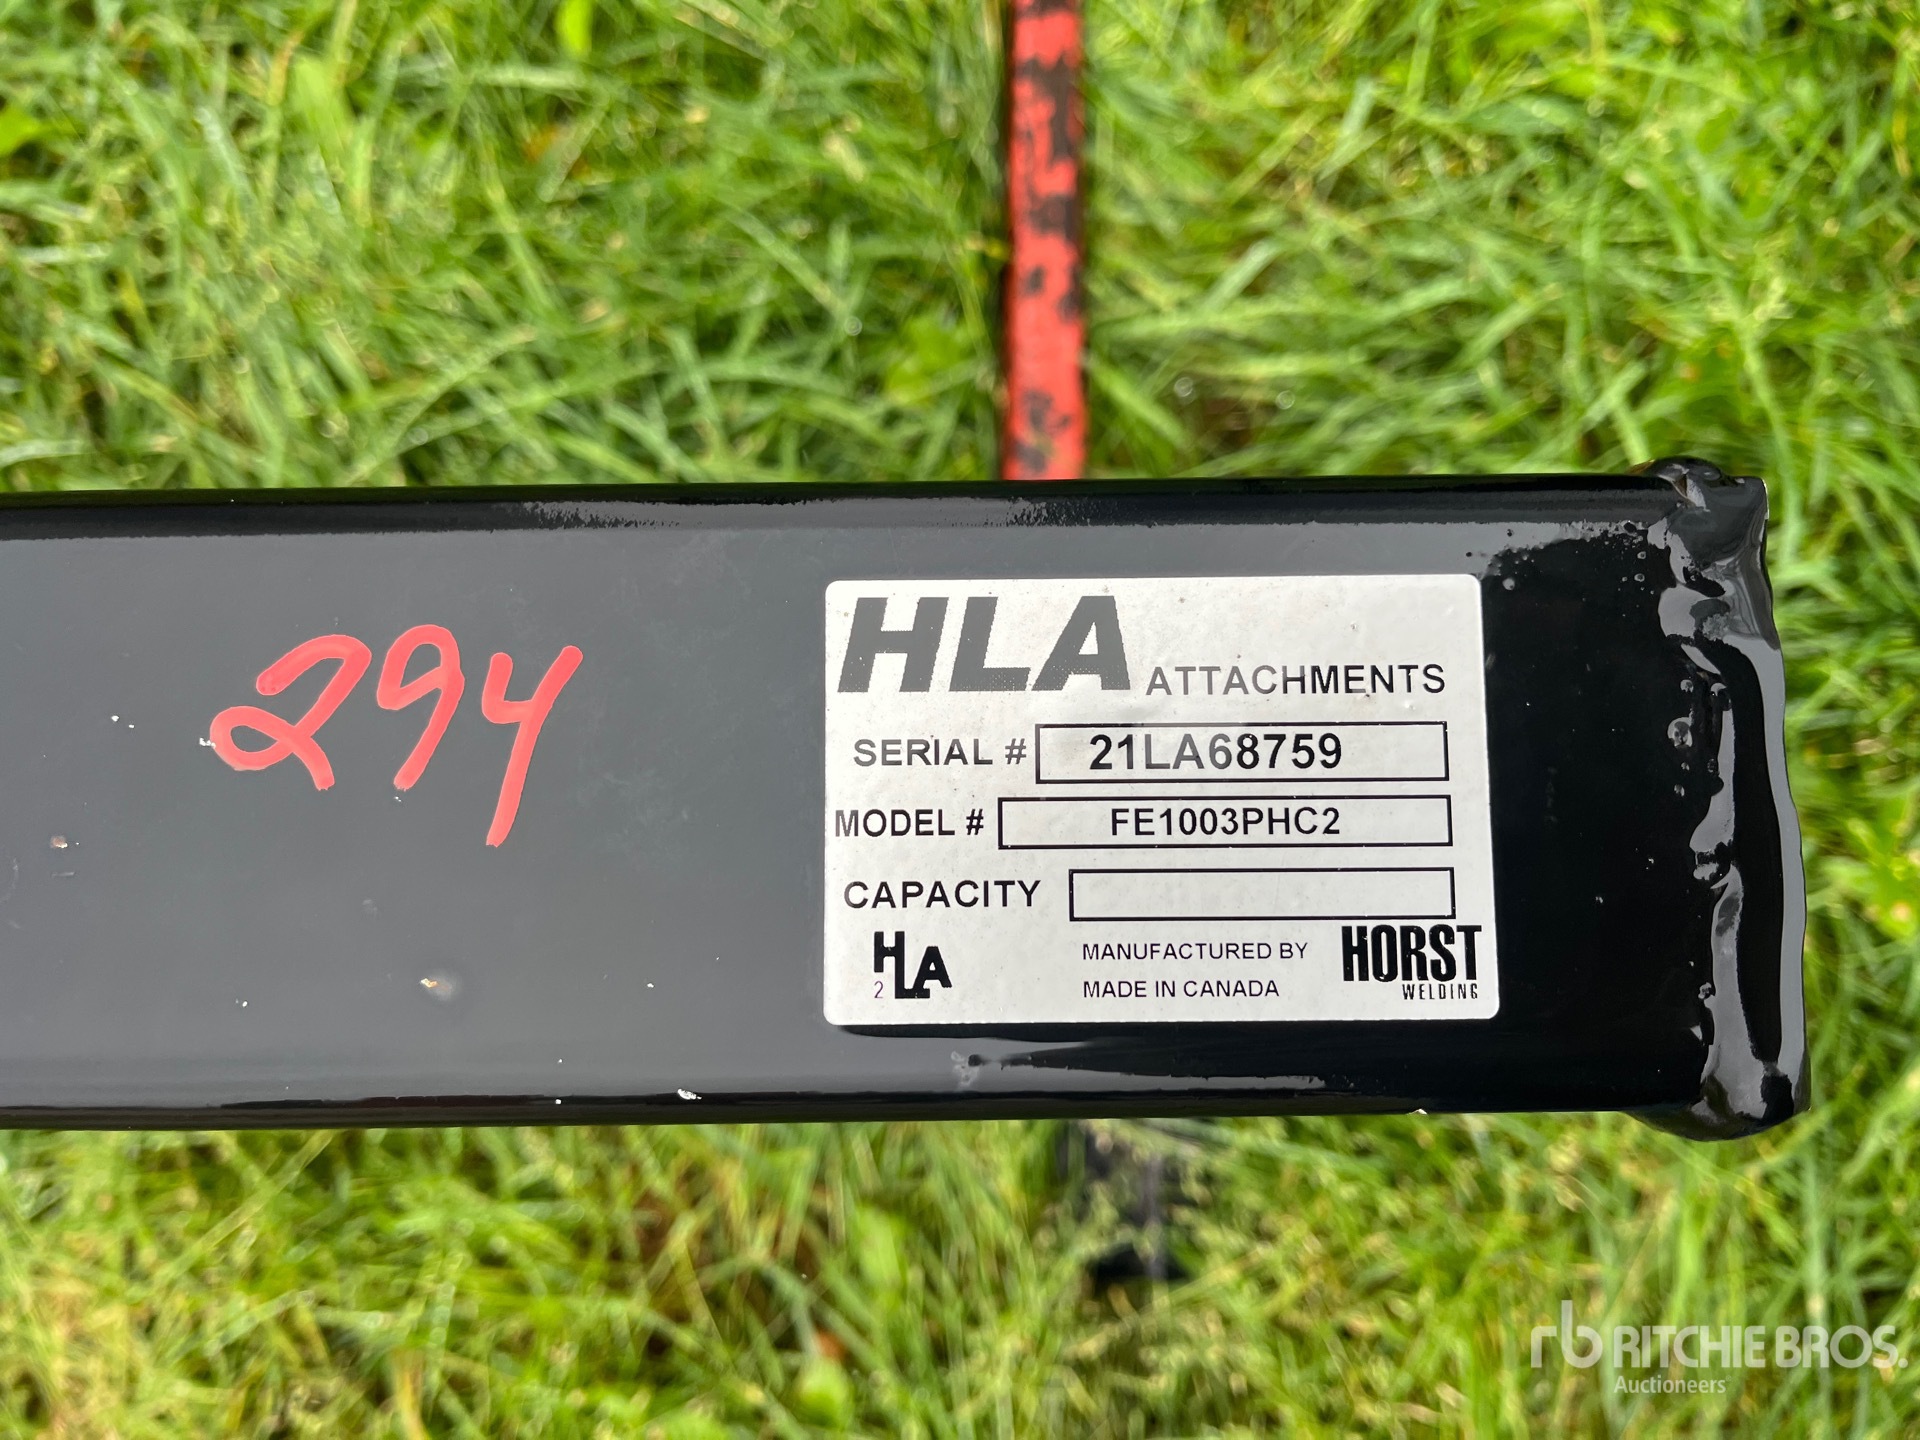 294
HLA ATTACHMENTS
SERIAL # 21LA68759
MODEL # FE1003PHC2
CAPACITY
HLA
2
MANUFACTURED BY
MADE IN CANADA
HORST
WELDING
rb RITCHIE BROS.
Auctioneers